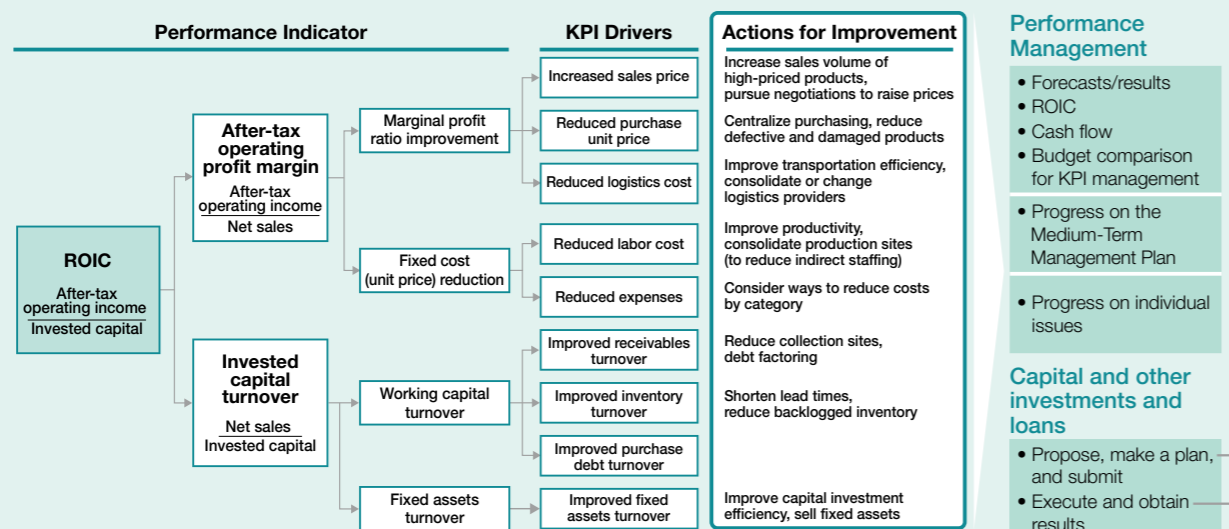 Performance Indicator
KPI Drivers
Actions for Improvement
ROIC
After-tax
operating income
Invested capital
After-tax
operating
profit margin
After-tax
operating income
Net sales
Invested
capital
turnover
Net sales
Invested capital
Marginal profit
ratio improvement
Fixed cost
(unit price) reduction
Working capital
turnover
Fixed assets
turnover
Increased sales price
Reduced purchase
unit price
Reduced logistics cost
Reduced labor cost
Reduced expenses
Improved receivables
turnover
Improved inventory
turnover
Improved purchase
debt turnover
Improved fixed
assets turnover
Increase sales volume of
high-priced products,
pursue negotiations to raise prices
Centralize purchasing, reduce
defective and damaged products
Improve transportation efficiency,
consolidate or change
logistics providers
Improve productivity,
consolidate production sites
(to reduce indirect staffing)
Consider ways to reduce costs
by category
Reduce collection sites,
debt factoring
Shorten lead times,
reduce backlogged inventory
Improve capital investment
efficiency, sell fixed assets
Performance
Management
• Forecasts/results
• ROIC
• Cash flow
• Budget comparison
for KPI management
• Progress on the
Medium-Term
Management Plan
• Progress on individual
issues
Capital and other
investments and
loans
• Propose, make a plan,
and submit
• Execute and obtain
results